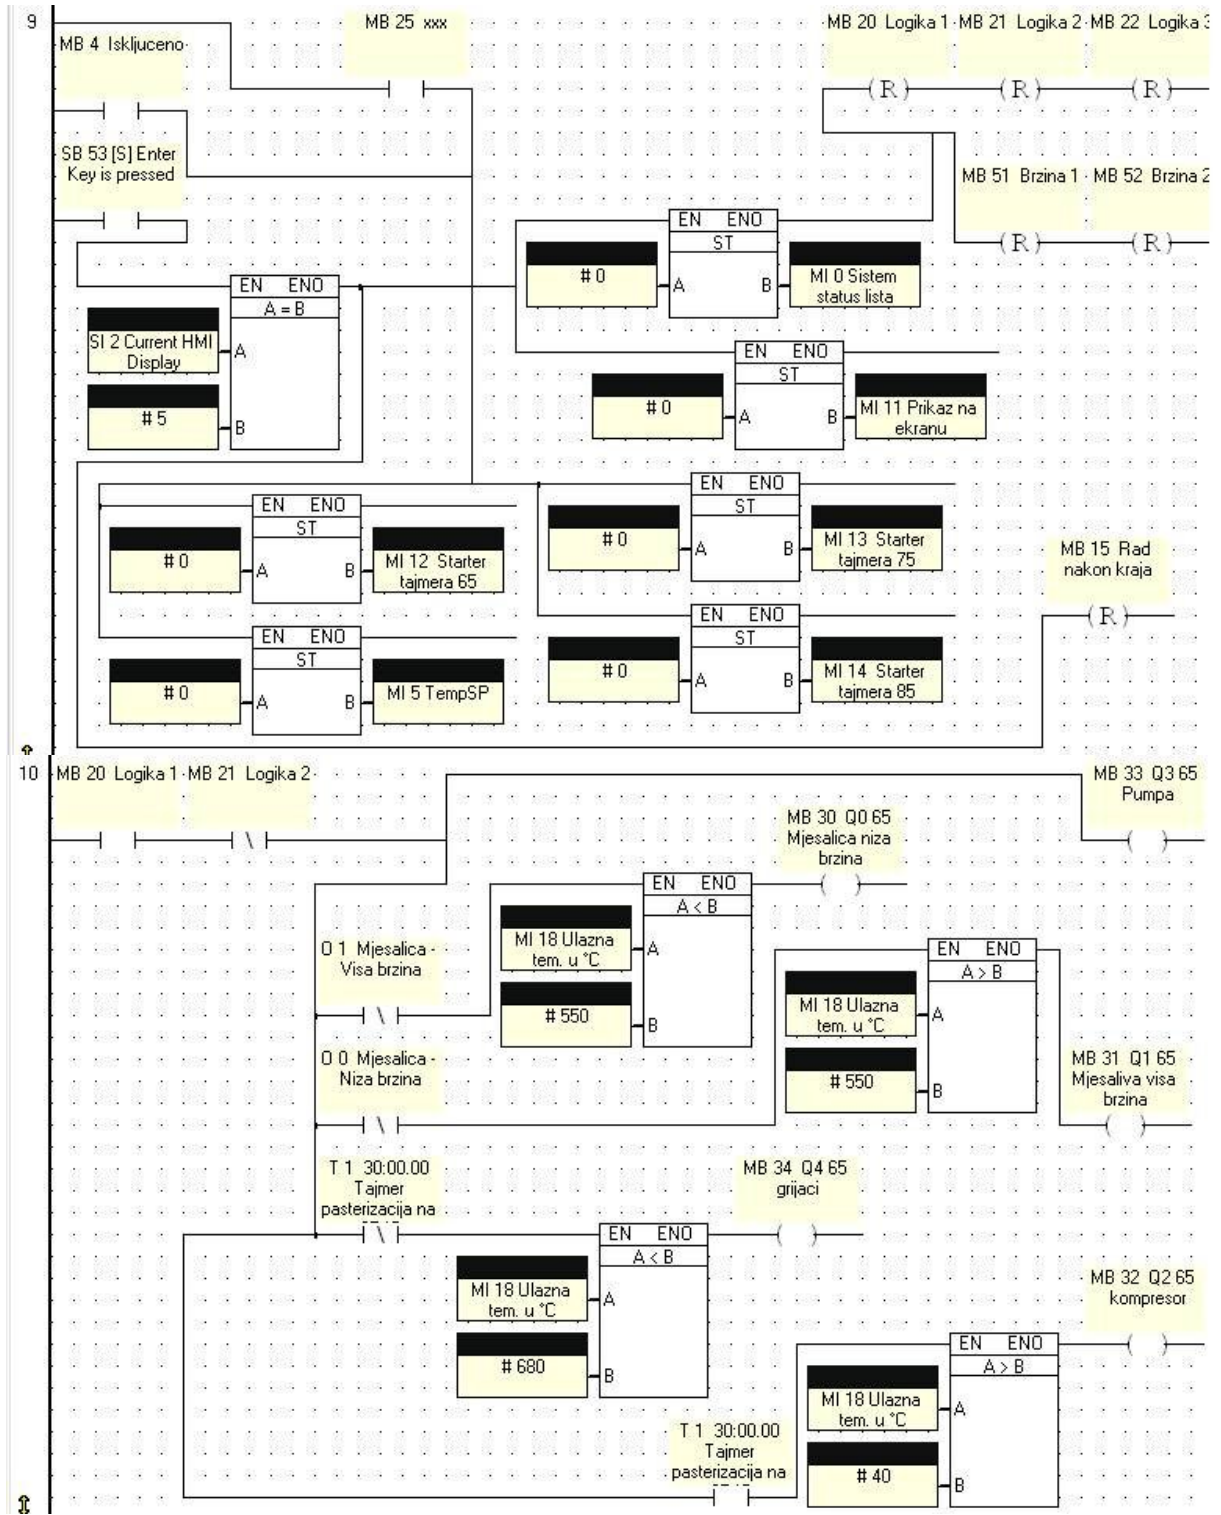 9
MB 25 xxx
MB 20 Logika 1 MB 21 Logika 2 MB 22 Logika 3
MB 4 Iskljuceno
( R ) ( R ) ( R )
SB 53 [S] Enter
Key is pressed
MB 51 Brzina 1 MB 52 Brzina 2
EN ENO
ST
( R ) ( R )
# 0
A B
MI 0 Sistem
status lista
EN ENO
A = B
SI 2 Current HMI
Display
A
# 5
B
EN ENO
ST
# 0
A B
MI 11 Prikaz na
ekranu
EN ENO
ST
# 0
A B
MI 12 Starter
tajmera 65
EN ENO
ST
# 0
A B
MI 13 Starter
tajmera 75
MB 15 Rad
nakon kraja
( R )
EN ENO
ST
# 0
A B
MI 5 TempSP
EN ENO
ST
# 0
A B
MI 14 Starter
tajmera 85
10
MB 20 Logika 1 MB 21 Logika 2
MB 33 Q3 65
Pumpa
MB 30 Q0 65
Mjesalica niza
brzina
EN ENO
A < B
O 1 Mjesalica -
Visa brzina
MI 18 Ulazna
tem. u °C
A
# 550
B
EN ENO
A > B
MI 18 Ulazna
tem. u °C
A
# 550
B
O 0 Mjesalica -
Niza brzina
MB 31 Q1 65
Mjesaliva visa
brzina
T 1 30:00.00
Tajmer
pasterizacija na
MB 34 Q4 65
grijaci
EN ENO
A < B
MI 18 Ulazna
tem. u °C
A
# 680
B
MB 32 Q2 65
kompresor
EN ENO
A > B
MI 18 Ulazna
tem. u °C
A
# 40
B
T 1 30:00.00
Tajmer
pasterizacija na